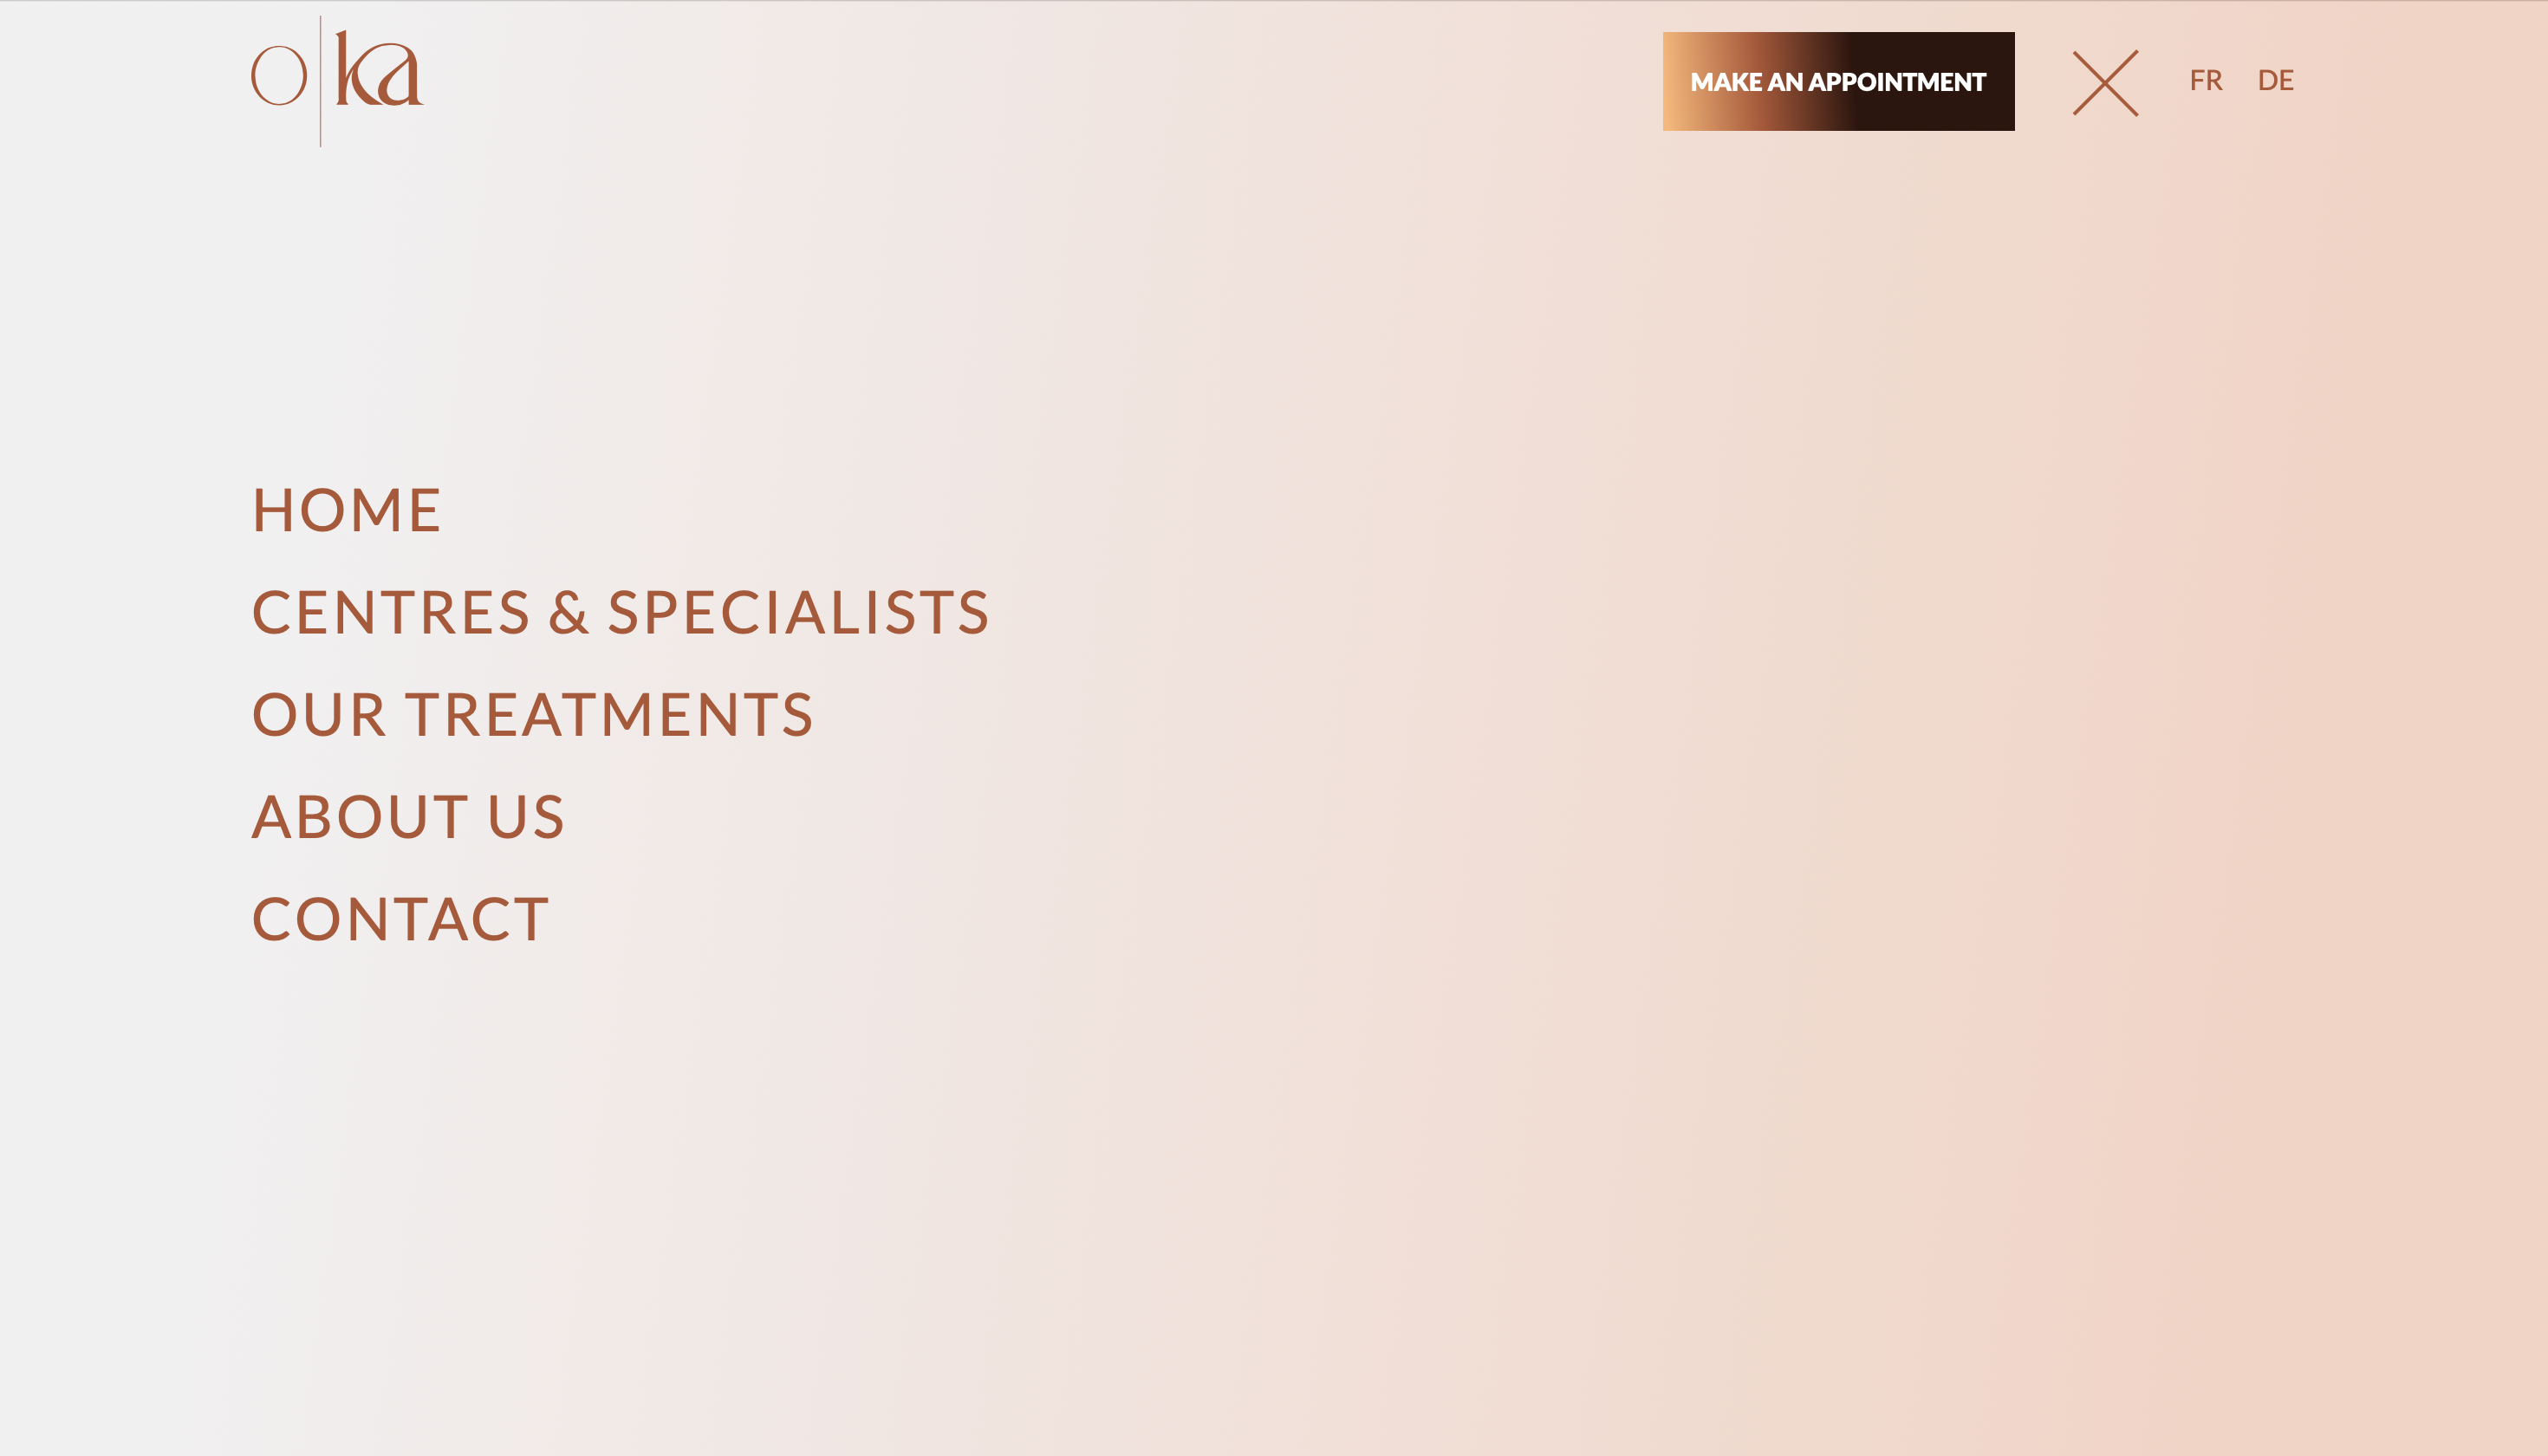 o|ka
MAKE AN APPOINTMENT
FR DE
HOME
CENTRES & SPECIALISTS
OUR TREATMENTS
ABOUT US
CONTACT